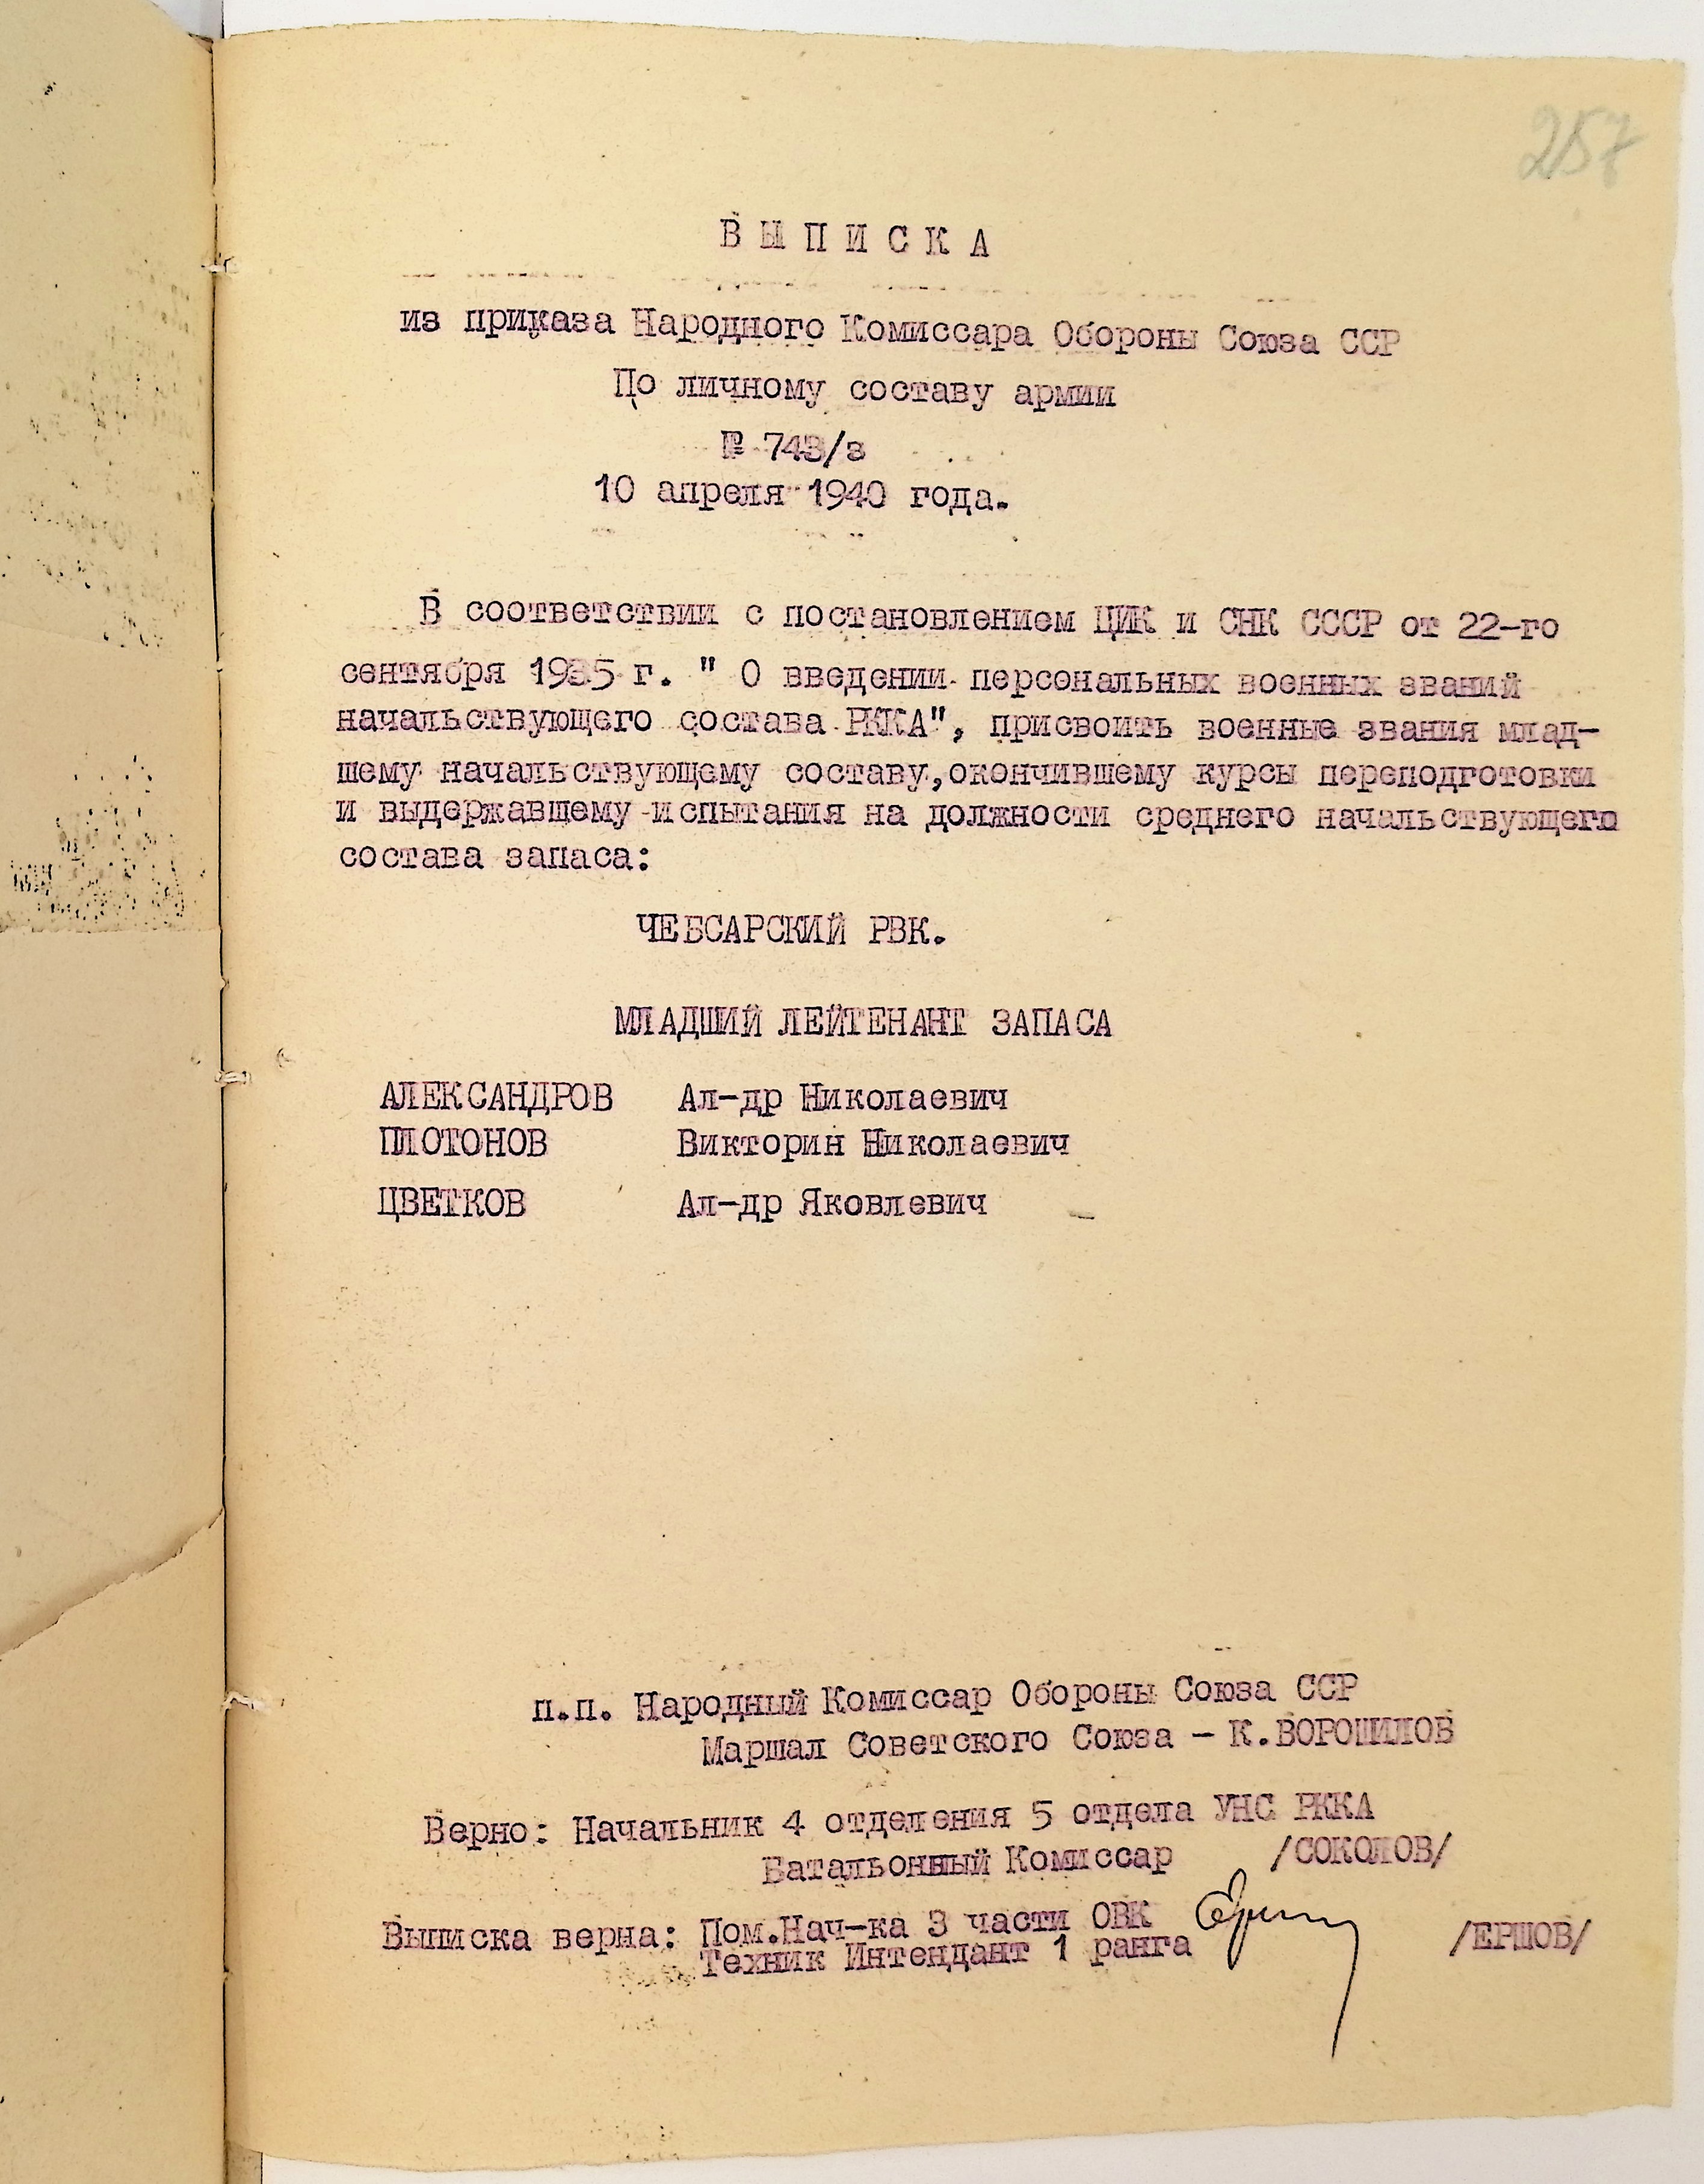 257
ВЫПИСКА
из приказа Народного Комиссара Обороны Союза ССР
По личному составу армии
№ 743/з
10 апреля 1940 года.
В соответствии с постановлением ЦИК и СНК СССР от 22-го
сентября 1935 г. " О введении персональных военных званий
начальствующего состава РККА", присвоить военные звания млад-
шему начальствующему составу,окончившему курсы переподготовки
и выдержавшему испытания на должности среднего начальствующего
состава запаса:
ЧЕБСАРСКИЙ РВК.
МЛАДШИЙ ЛЕЙТЕНАНТ ЗАПАСА
АЛЕКСАНДРОВ Ал-др Николаевич
ПЛОТОНОВ Викторин Николаевич
ЦВЕТКОВ Ал-др Яковлевич
п.п. Народный Комиссар Обороны Союза ССР
Маршал Советского Союза - К.ВОРОШИЛОВ
Верно: Начальник 4 отделения 5 отдела УНС РККА
Батальонный Комиссар /СОКОЛОВ/
Выписка верна: Пом.Нач-ка 3 части ОВК
Техник Интендант 1 ранга /ЕРШОВ/